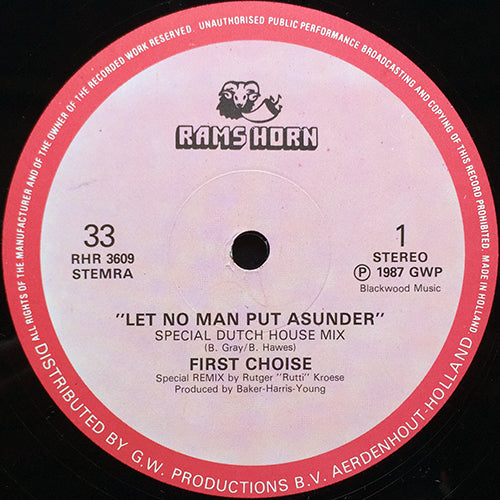 ALL RIGHTS OF THE MANUFACTURER AND OF THE OWNER OF THE RECORDED WORK RESERVED. UNAUTHORISED PUBLIC PERFORMANCE BROADCASTING AND COPYING OF THIS RECORD PROHIBITED. MADE IN HOLLAND
RAMS HORN
33
RHR 3609
STEMRA
1
STEREO
Ⓟ 1987 GWP
Blackwood Music
"LET NO MAN PUT ASUNDER"
SPECIAL DUTCH HOUSE MIX
(B. Gray/B. Hawes)
FIRST CHOISE
Special REMIX by Rutger "Rutti" Kroese
Produced by Baker-Harris-Young
DISTRIBUTED BY G.W. PRODUCTIONS B.V. AERDENHOUT-HOLLAND